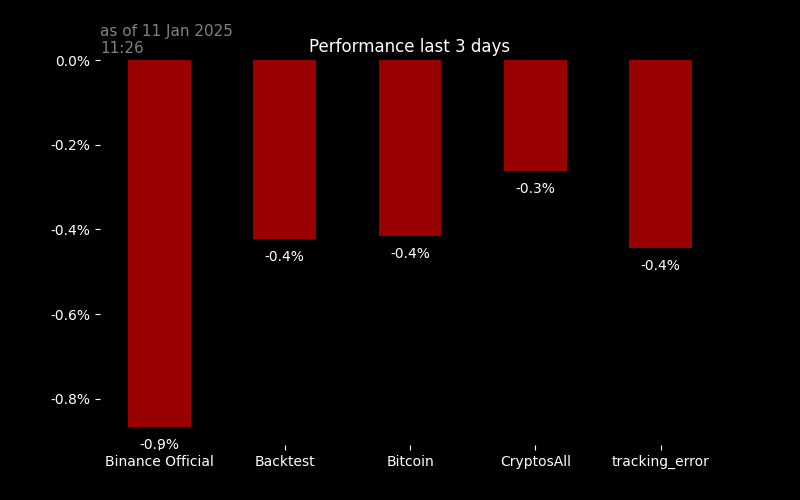 as of 11 Jan 2025
11:26
Performance last 3 days
0.0%
-0.2%
-0.4%
-0.6%
-0.8%
-0.9%
-0.4%
-0.4%
-0.3%
-0.4%
Binance Official
Backtest
Bitcoin
CryptosAll
tracking_error